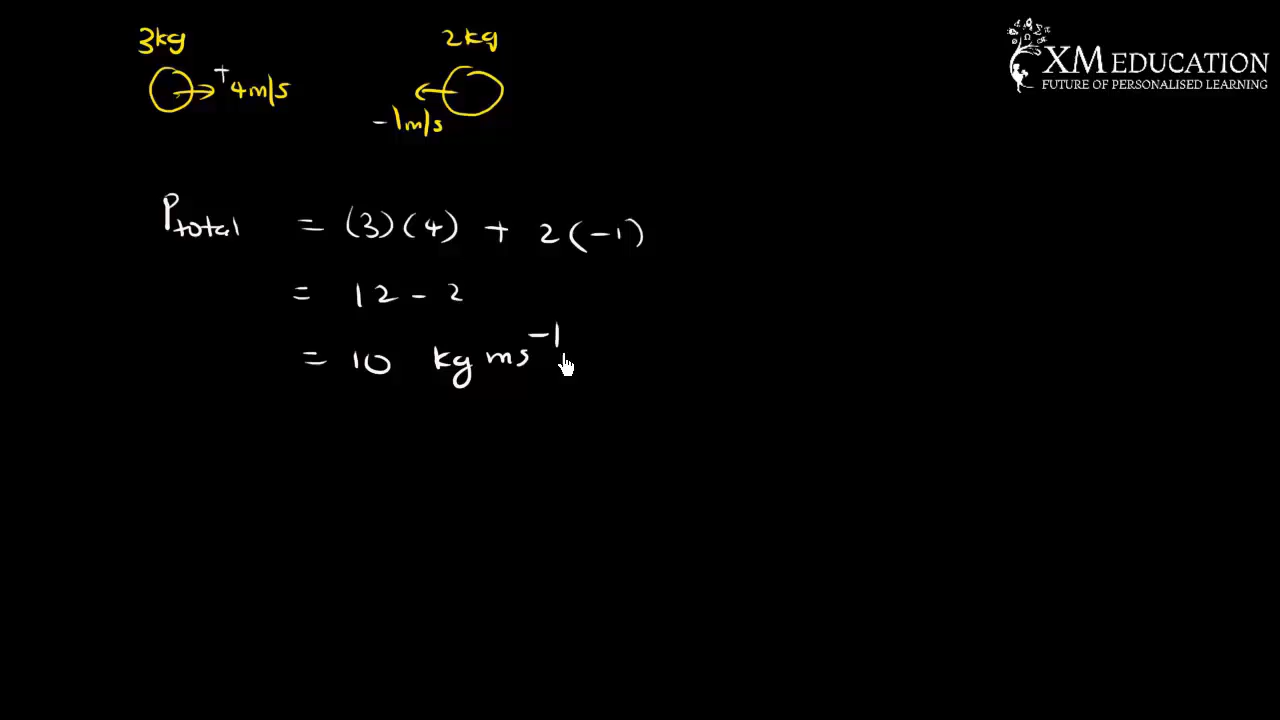 3kg 2kg
XM EDUCATION
FUTURE OF PERSONALISED LEARNING
+4m/s
-1m/s
Ptotal = (3)(4) + 2(-1)
= 12 - 2
= 10 kg ms⁻¹